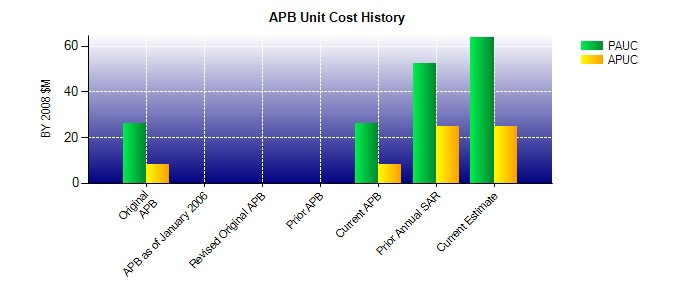 APB Unit Cost History
BY 2008 $M
60
40
20
0
PAUC
APUC
Original
APB
APB as of January 2006
Revised Original APB
Prior APB
Current APB
Prior Annual SAR
Current Estimate